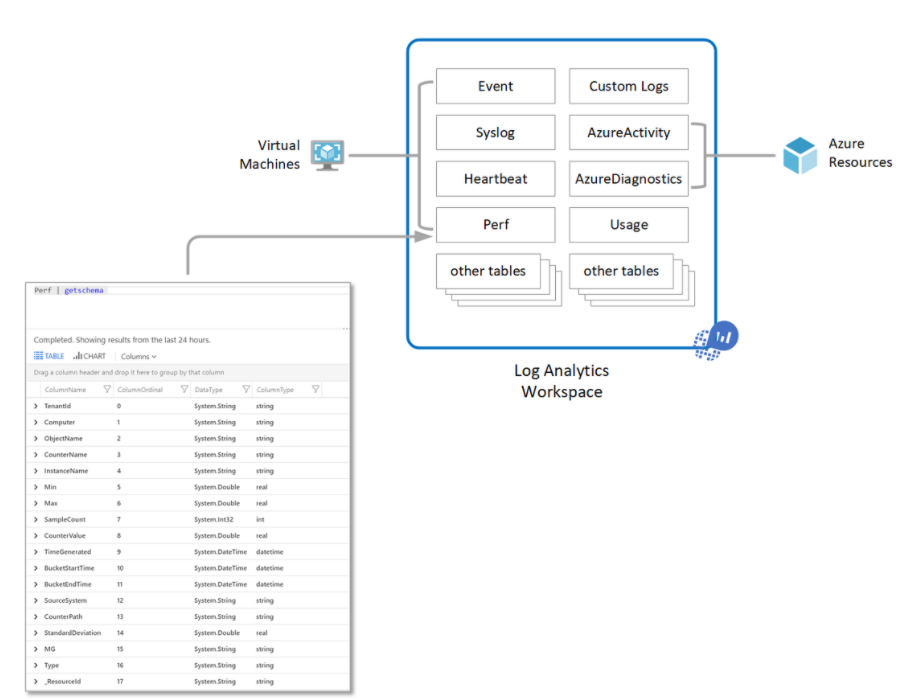 Event
Custom Logs
Syslog
AzureActivity
Virtual
Machines
Azure
Resources
Heartbeat
AzureDiagnostics
Perf
Usage
other tables
other tables
Log Analytics
Workspace
Perf | getschema
Completed. Showing results from the last 24 hours.
TABLE CHART Columns
Drag a column header and drop it here to group by that column
ColumnName ColumnOrdinal DataType ColumnType
TenantId 0 System.String string
Computer 1 System.String string
ObjectName 2 System.String string
CounterName 3 System.String string
InstanceName 4 System.String string
Min 5 System.Double real
Max 6 System.Double real
SampleCount 7 System.Int32 int
CounterValue 8 System.Double real
TimeGenerated 9 System.DateTime datetime
BucketStartTime 10 System.DateTime datetime
BucketEndTime 11 System.DateTime datetime
SourceSystem 12 System.String string
CounterPath 13 System.String string
StandardDeviation 14 System.Double real
MG 15 System.String string
Type 16 System.String string
_ResourceId 17 System.String string